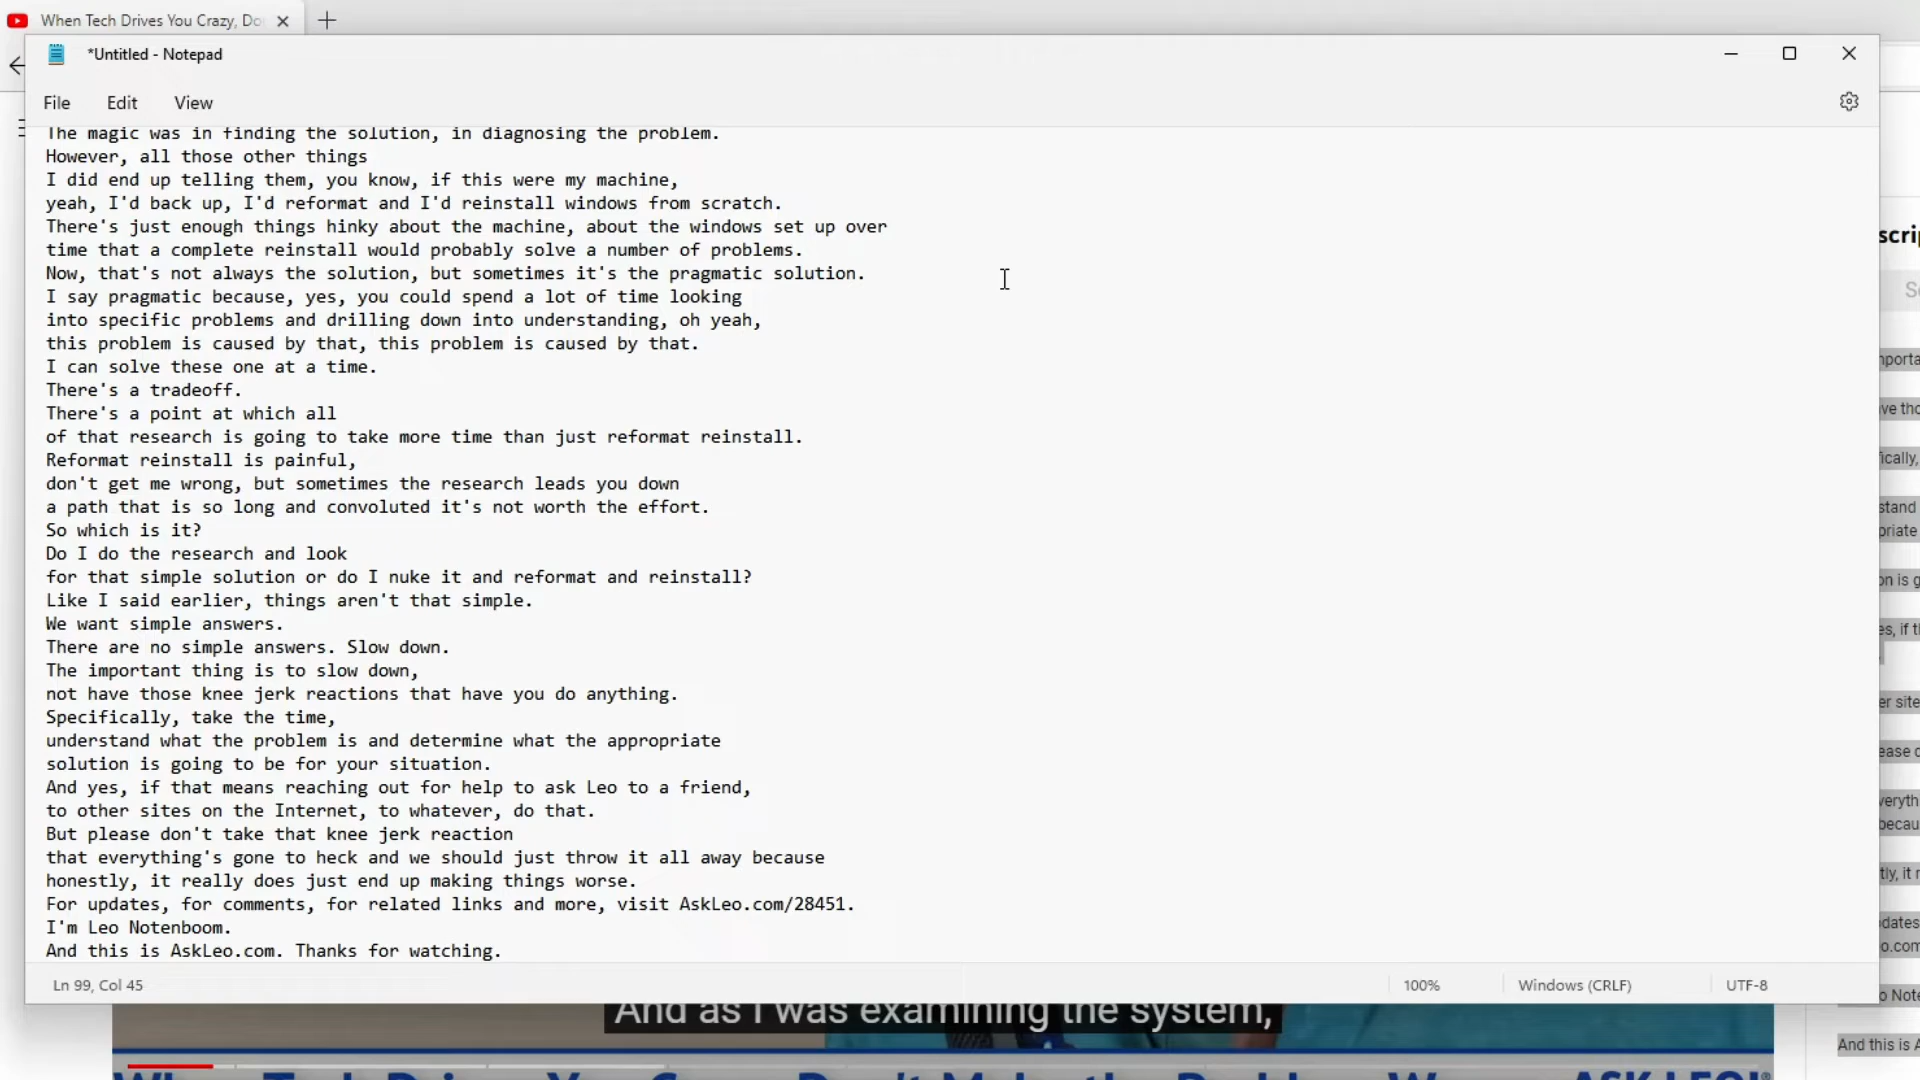 When Tech Drives You Crazy, Do
*Untitled - Notepad
File Edit View
The magic was in finding the solution, in diagnosing the problem.
However, all those other things
I did end up telling them, you know, if this were my machine,
yeah, I'd back up, I'd reformat and I'd reinstall windows from scratch.
There's just enough things hinky about the machine, about the windows set up over
time that a complete reinstall would probably solve a number of problems.
Now, that's not always the solution, but sometimes it's the pragmatic solution.
I say pragmatic because, yes, you could spend a lot of time looking
into specific problems and drilling down into understanding, oh yeah,
this problem is caused by that, this problem is caused by that.
I can solve these one at a time.
There's a tradeoff.
There's a point at which all
of that research is going to take more time than just reformat reinstall.
Reformat reinstall is painful,
don't get me wrong, but sometimes the research leads you down
a path that is so long and convoluted it's not worth the effort.
So which is it?
Do I do the research and look
for that simple solution or do I nuke it and reformat and reinstall?
Like I said earlier, things aren't that simple.
We want simple answers.
There are no simple answers. Slow down.
The important thing is to slow down,
not have those knee jerk reactions that have you do anything.
Specifically, take the time,
understand what the problem is and determine what the appropriate
solution is going to be for your situation.
And yes, if that means reaching out for help to ask Leo to a friend,
to other sites on the Internet, to whatever, do that.
But please don't take that knee jerk reaction
that everything's gone to heck and we should just throw it all away because
honestly, it really does just end up making things worse.
For updates, for comments, for related links and more, visit AskLeo.com/28451.
I'm Leo Notenboom.
And this is AskLeo.com. Thanks for watching.
Ln 99, Col 45
100%
Windows (CRLF)
UTF-8
And as I was examining the system,
And this is A